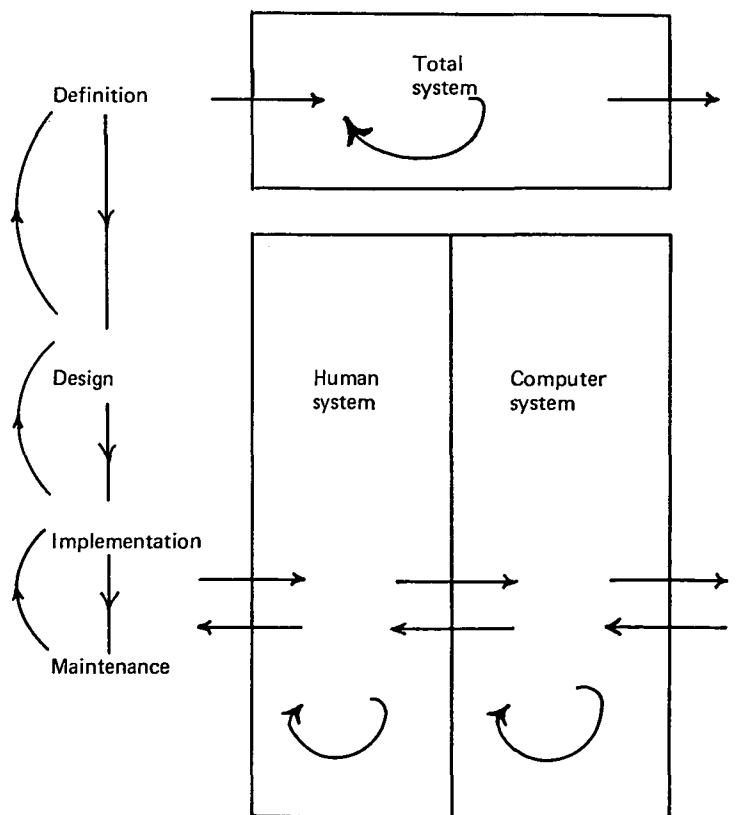 Definition
Total
system
Design
Human
system
Computer
system
Implementation
Maintenance